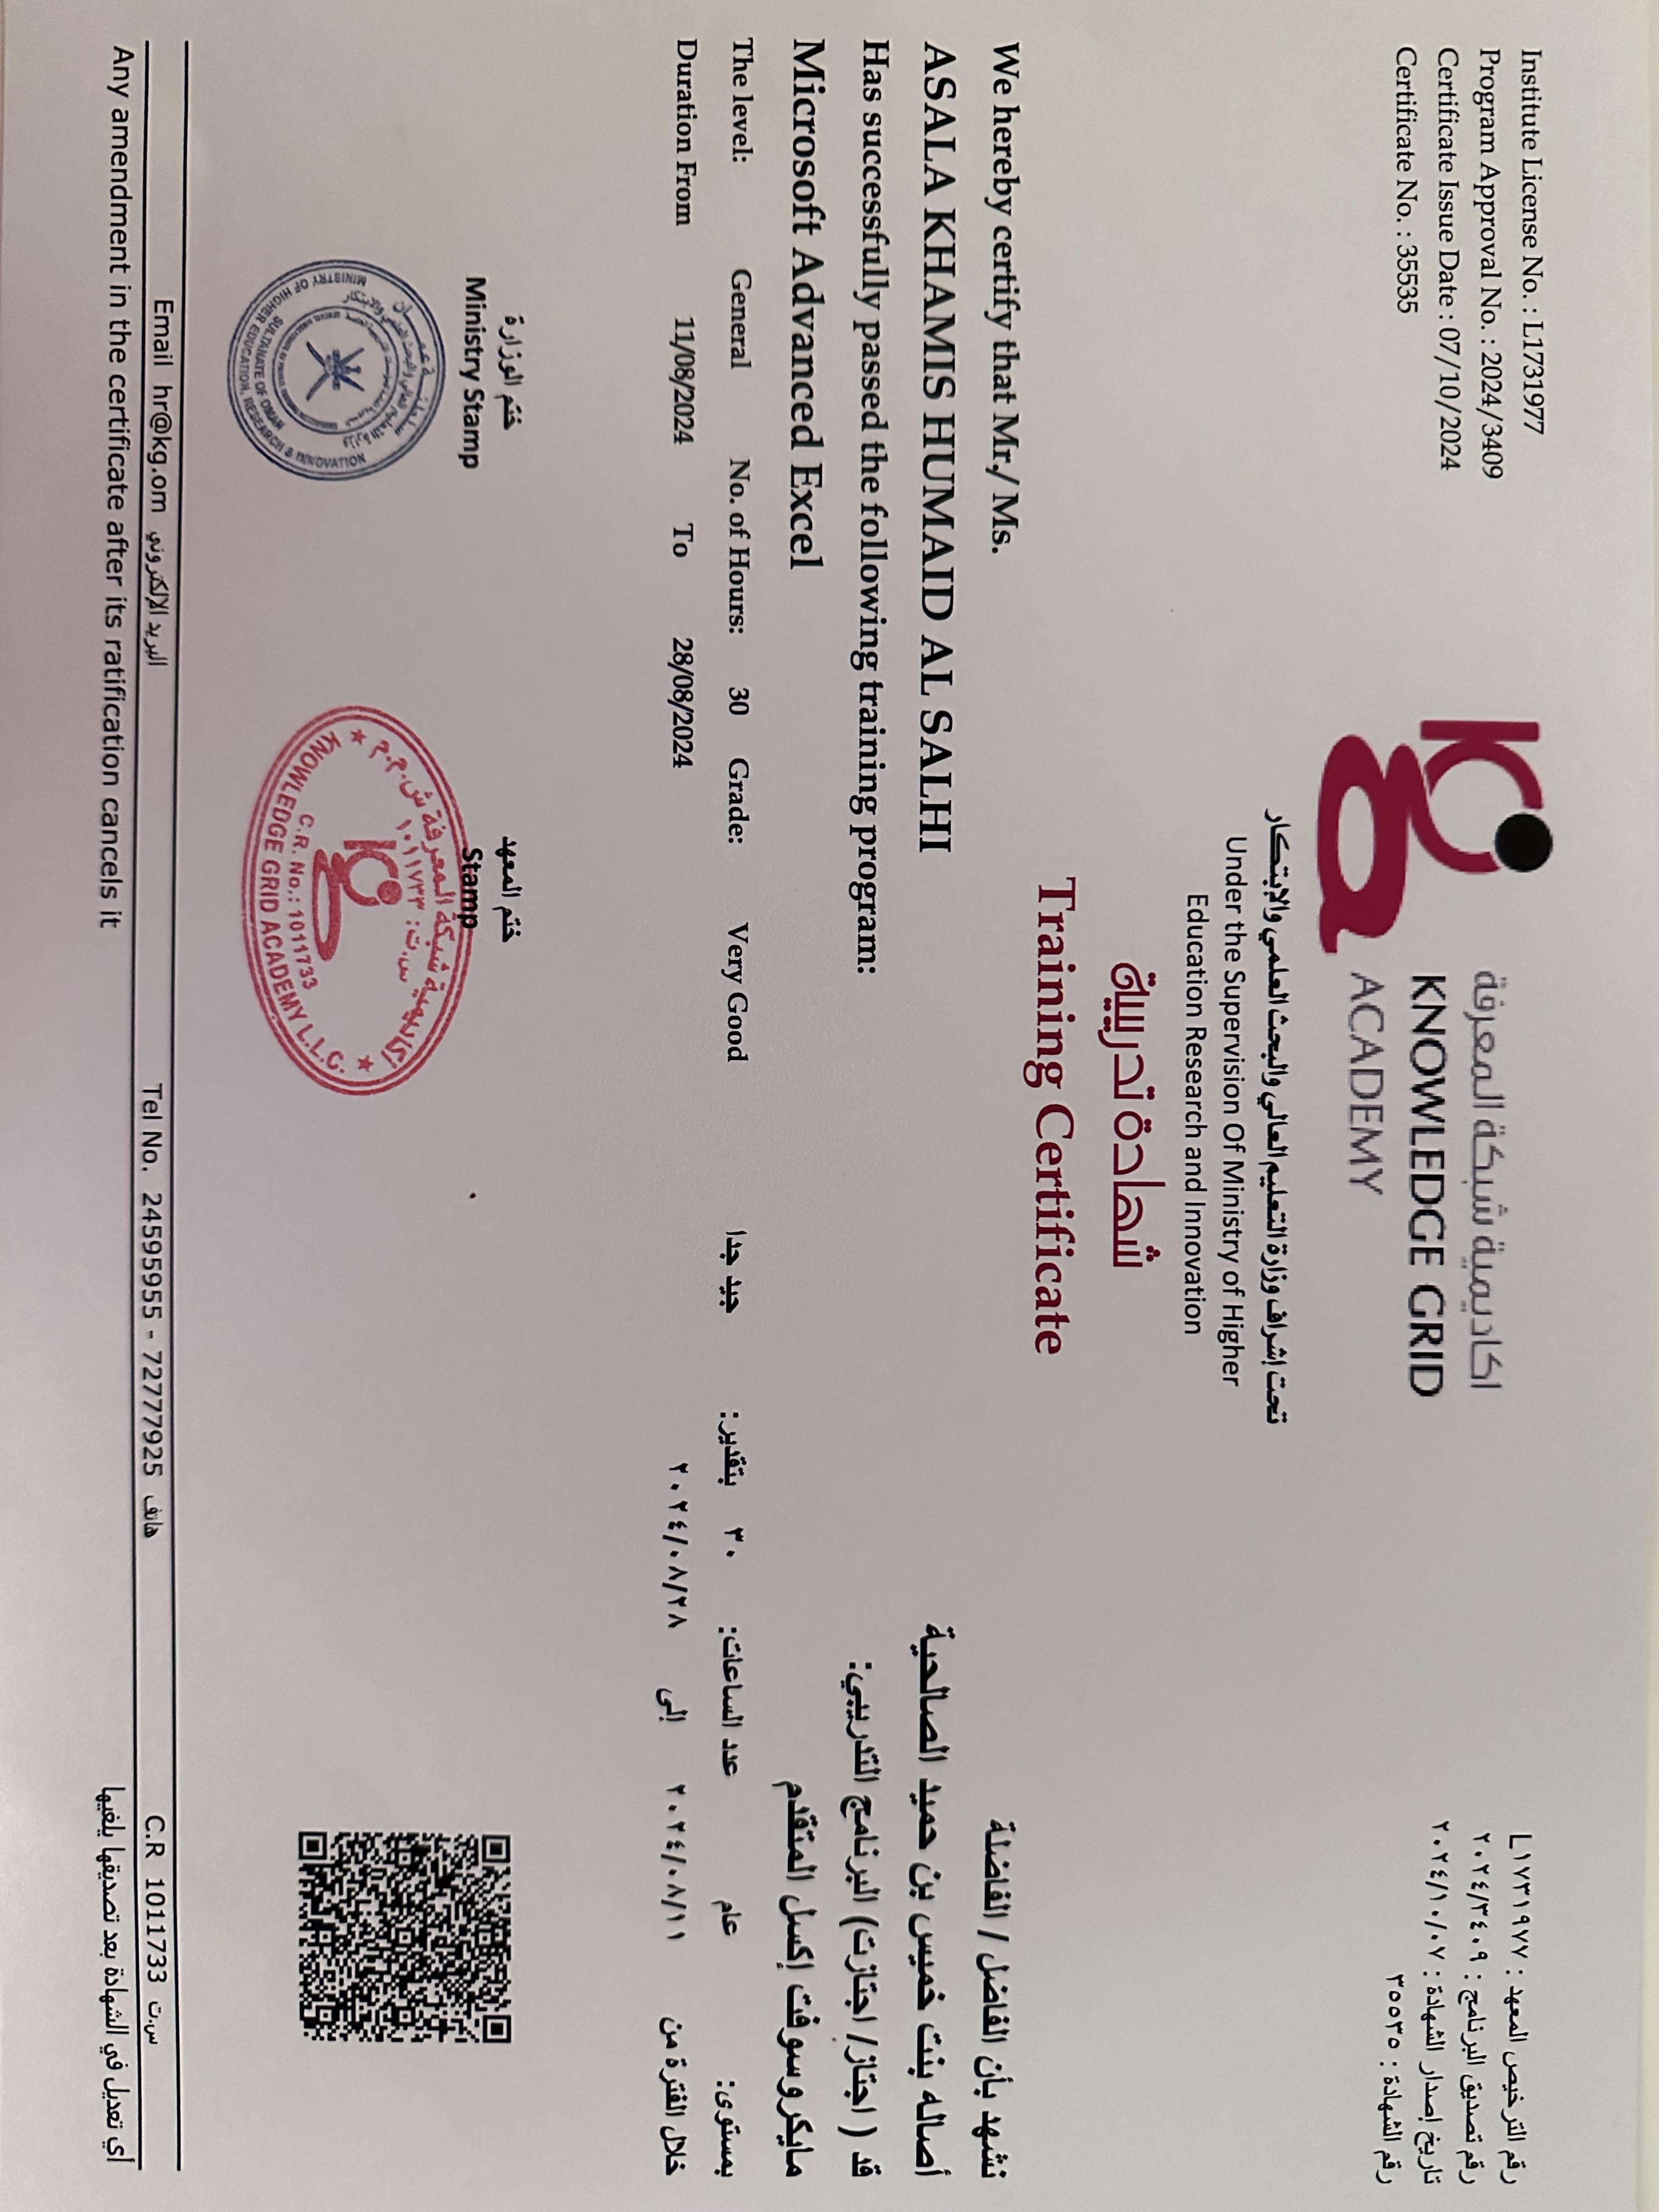 Institute License No. : L1731977
Program Approval No. : 2024/3409
Certificate Issue Date : 07/10/2024
Certificate No. : 35535
اكاديمية شبكة المعرفة
KNOWLEDGE GRID
ACADEMY
رقم الترخيص المعهد : L١٧٣١٩٧٧
رقم تصديق البرنامج : ٢٠٢٤/٣٤٠٩
تاريخ إصدار الشهادة : ٢٠٢٤/١٠/٠٧
رقم الشهادة : ٣٥٥٣٥
تحت إشراف وزارة التعليم العالي والبحث العلمي والإبتكار
Under the Supervision Of Ministry of Higher
Education Research and Innovation
شهادة تدريبية
Training Certificate
We hereby certify that Mr./ Ms.
نشهد بأن الفاضل / الفاضلة
ASALA KHAMIS HUMAID AL SALHI
أصاله بنت خميس بن حميد الصالحية
Has successfully passed the following training program:
قد ( اجتاز/ اجتازت) البرنامج التدريبي:
Microsoft Advanced Excel
مايكروسوفت إكسل المتقدم
The level: General No. of Hours: 30 Grade: Very Good
بمستوى: عام عدد الساعات: ٣٠ بتقدير: جيد جدا
Duration From 11/08/2024 To 28/08/2024
خلال الفترة من ٢٠٢٤/٠٨/١١ إلى ٢٠٢٤/٠٨/٢٨
ختم الوزارة
Ministry Stamp
سلطنة عمان
وزارة التعليم العالي والبحث العلمي والابتكار
SULTANATE OF OMAN
MINISTRY OF HIGHER EDUCATION, RESEARCH & INNOVATION
ختم المعهد
Stamp
أكاديمية شبكة المعرفة ش.م.م
س.ت: ١٠١١٧٣٣
kg
C.R. No.: 1011733
KNOWLEDGE GRID ACADEMY L.L.C.
Email hr@kg.om البريد الإلكتروني
Tel No. 24595955 - 72777925 هاتف
C.R 1011733 س.ت
Any amendment in the certificate after its ratification cancels it
أي تعديل في الشهادة بعد تصديقها يلغيها